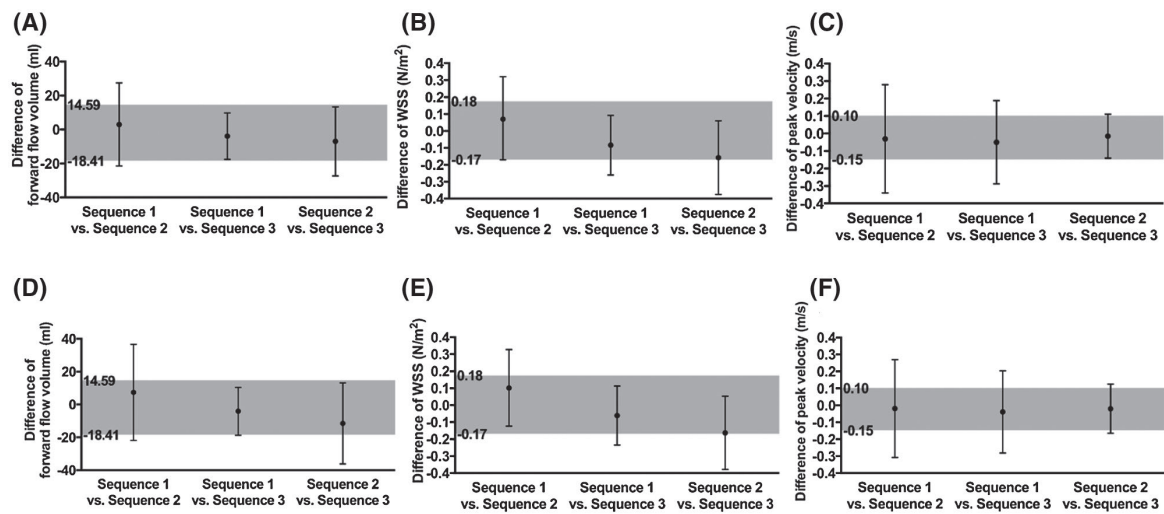 (A)
Difference of
forward flow volume (ml)
40
20
0
-20
-40
14.59
-18.41
Sequence 1
vs. Sequence 2
Sequence 1
vs. Sequence 3
Sequence 2
vs. Sequence 3
(B)
Difference of WSS (N/m²)
0.4
0.3
0.2
0.1
0.0
-0.1
-0.2
-0.3
-0.4
0.18
-0.17
Sequence 1
vs. Sequence 2
Sequence 1
vs. Sequence 3
Sequence 2
vs. Sequence 3
(C)
Difference of peak velocity (m/s)
0.4
0.3
0.2
0.1
0.0
-0.1
-0.2
-0.3
-0.4
0.10
-0.15
Sequence 1
vs. Sequence 2
Sequence 1
vs. Sequence 3
Sequence 2
vs. Sequence 3
(D)
Difference of
forward flow volume (ml)
40
20
0
-20
-40
14.59
-18.41
Sequence 1
vs. Sequence 2
Sequence 1
vs. Sequence 3
Sequence 2
vs. Sequence 3
(E)
Difference of WSS (N/m²)
0.4
0.3
0.2
0.1
0.0
-0.1
-0.2
-0.3
-0.4
0.18
-0.17
Sequence 1
vs. Sequence 2
Sequence 1
vs. Sequence 3
Sequence 2
vs. Sequence 3
(F)
Difference of peak velocity (m/s)
0.4
0.3
0.2
0.1
0.0
-0.1
-0.2
-0.3
-0.4
0.10
-0.15
Sequence 1
vs. Sequence 2
Sequence 1
vs. Sequence 3
Sequence 2
vs. Sequence 3